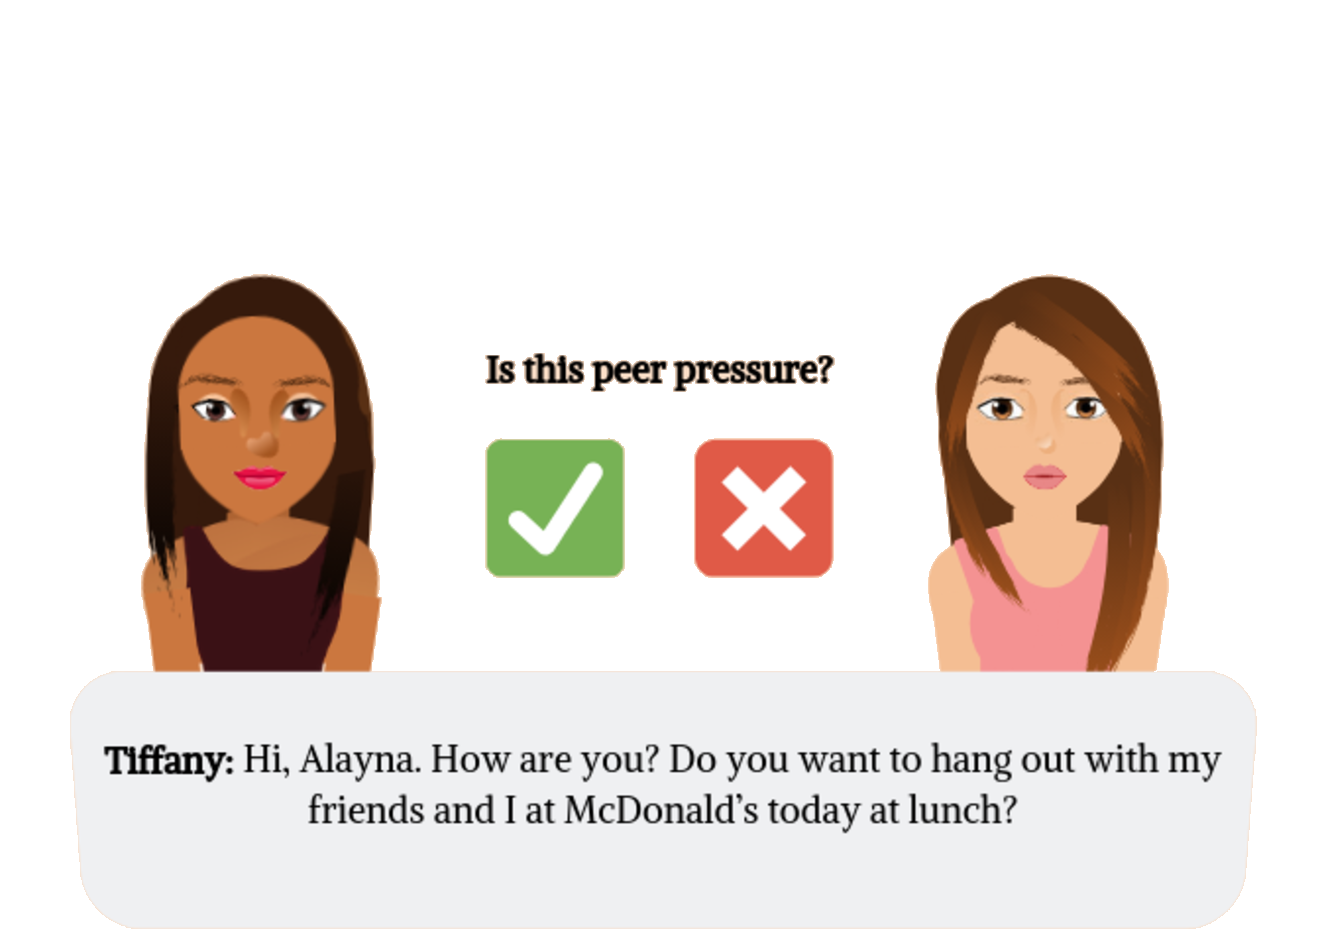 Is this peer pressure?
Tiffany: Hi, Alayna. How are you? Do you want to hang out with my
friends and I at McDonald’s today at lunch?